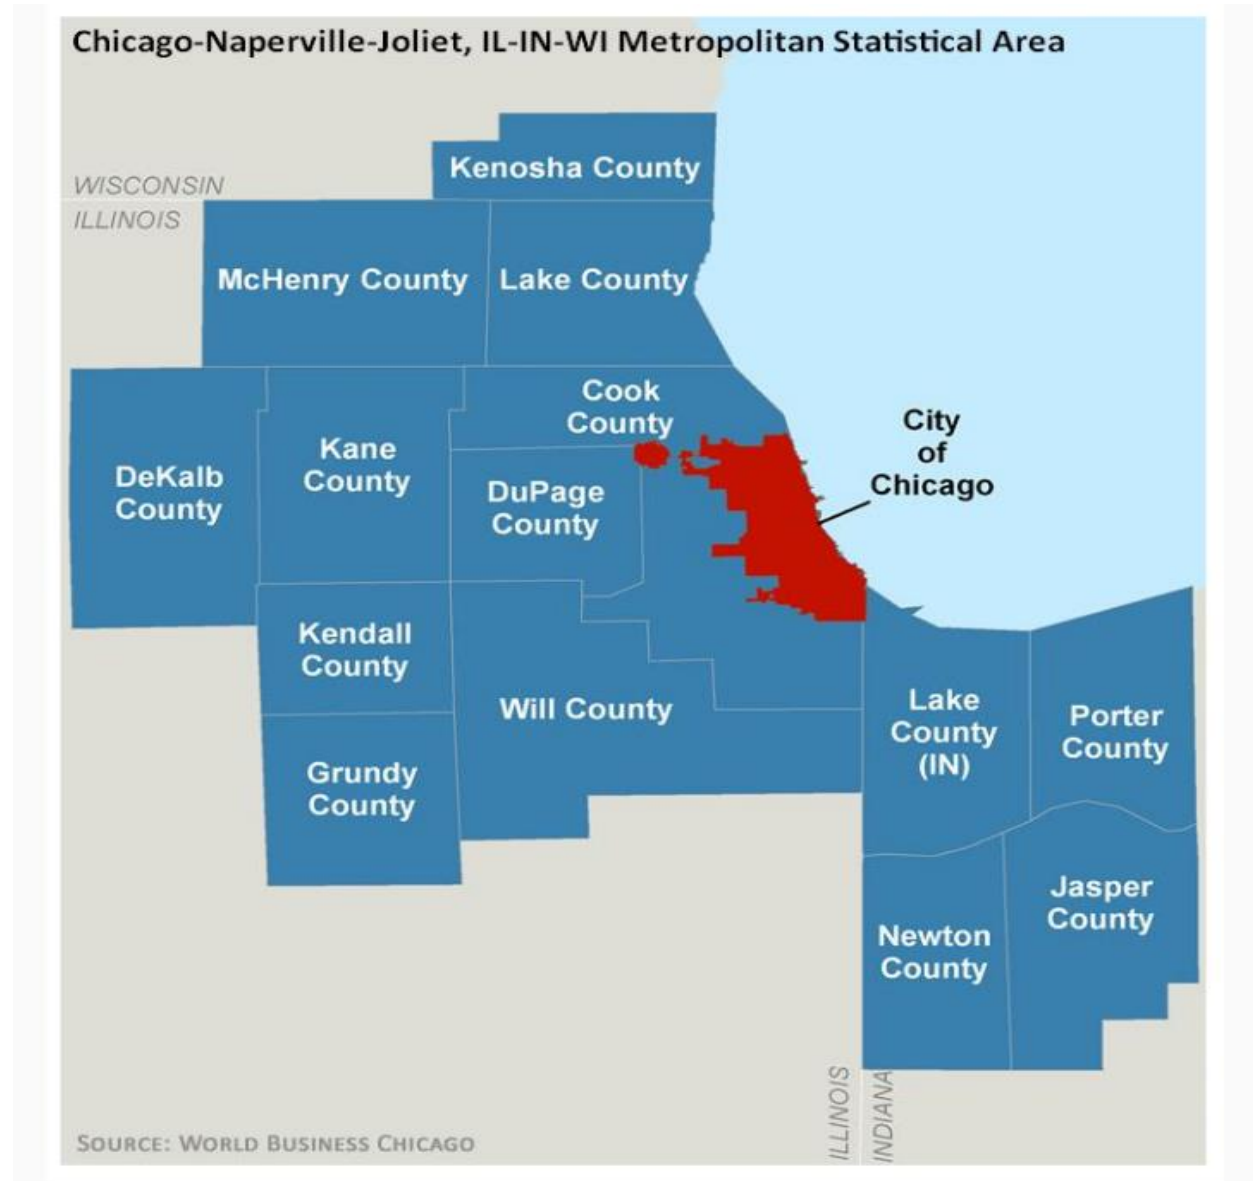 Chicago-Naperville-Joliet, IL-IN-WI Metropolitan Statistical Area
Kenosha County
WISCONSIN
ILLINOIS
McHenry County
Lake County
Cook
County
City
of
Chicago
Kane
County
DeKalb
County
DuPage
County
Kendall
County
Will County
Lake
County
(IN)
Porter
County
Grundy
County
Jasper
County
Newton
County
ILLINOIS
INDIANA
SOURCE: WORLD BUSINESS CHICAGO